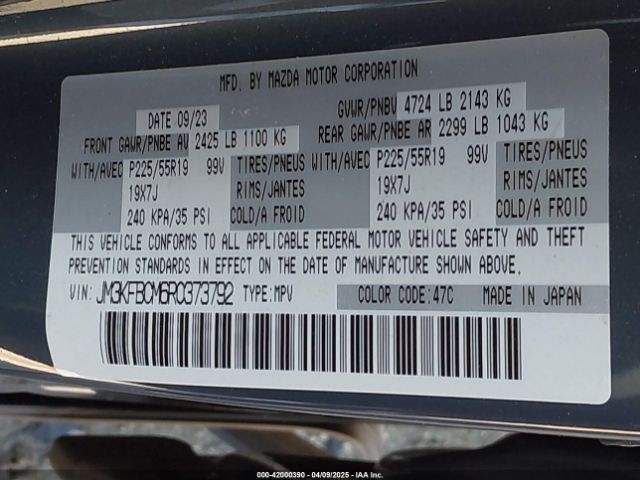 MFD. BY MAZDA MOTOR CORPORATION
DATE 09/23 GVWR/PNBV 4724 LB 2143 KG
FRONT GAWR/PNBE AV 2425 LB 1100 KG REAR GAWR/PNBE AR 2299 LB 1043 KG
WITH/AVEC P225/55R19 99V TIRES/PNEUS WITH/AVEC P225/55R19 99V TIRES/PNEUS
19X7J RIMS/JANTES 19X7J RIMS/JANTES
240 KPA/35 PSI COLD/A FROID 240 KPA/35 PSI COLD/A FROID
THIS VEHICLE CONFORMS TO ALL APPLICABLE FEDERAL MOTOR VEHICLE SAFETY AND THEFT
PREVENTION STANDARDS IN EFFECT ON THE DATE OF MANUFACTURE SHOWN ABOVE.
VIN: JM3KFBCM6R0373792 TYPE:MPV COLOR CODE:47C MADE IN JAPAN
000-42000390 - 04/09/2025 - IAAI.COM